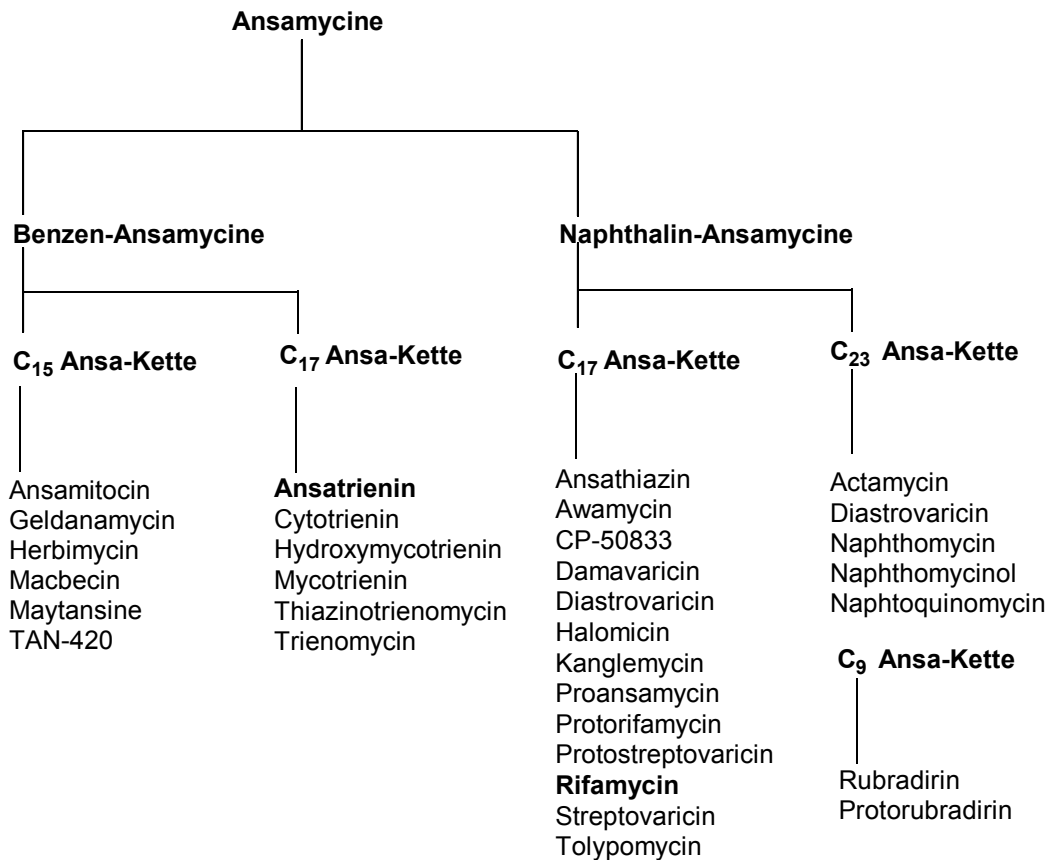 Ansamycine
Benzen-Ansamycine
Naphthalin-Ansamycine
C₁₅ Ansa-Kette
Ansamitocin
Geldanamycin
Herbimycin
Macbecin
Maytansine
TAN-420
C₁₇ Ansa-Kette
Ansatrienin
Cytotrienin
Hydroxymycotrienin
Mycotrienin
Thiazinotrienomycin
Trienomycin
C₁₇ Ansa-Kette
Ansathiazin
Awamycin
CP-50833
Damavaricin
Diastrovaricin
Halomicin
Kanglemycin
Proansamycin
Protorifamycin
Protostreptovaricin
Rifamycin
Streptovaricin
Tolypomycin
C₂₃ Ansa-Kette
Actamycin
Diastrovaricin
Naphthomycin
Naphthomycinol
Naphtoquinomycin
C₉ Ansa-Kette
Rubradirin
Protorubradirin